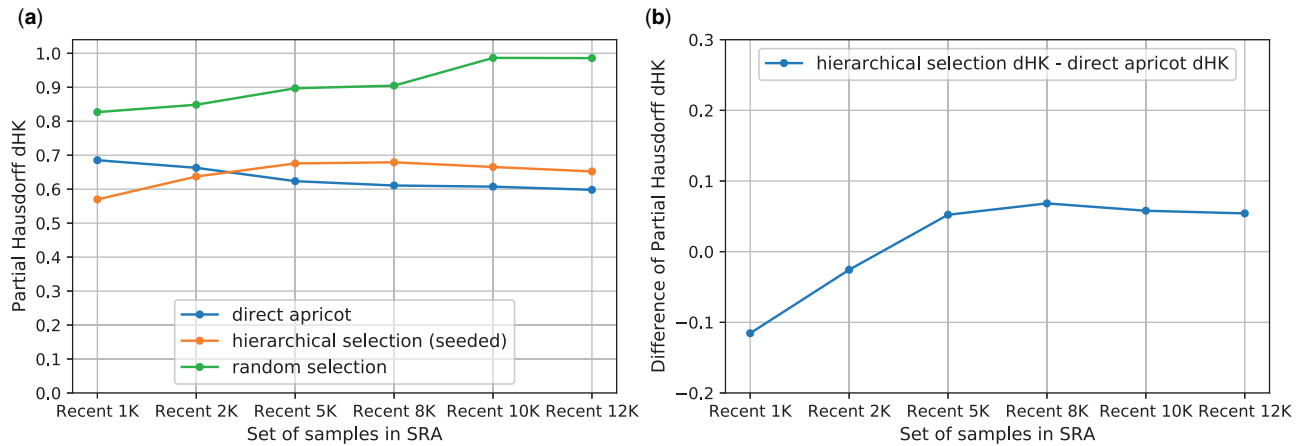 (a)
Partial Hausdorff dHK
1.0
0.9
0.8
0.7
0.6
0.5
0.4
0.3
0.2
0.1
0.0
direct apricot
hierarchical selection (seeded)
random selection
Recent 1K Recent 2K Recent 5K Recent 8K Recent 10K Recent 12K
Set of samples in SRA
(b)
Difference of Partial Hausdorff dHK
0.3
0.2
0.1
0.0
−0.1
−0.2
hierarchical selection dHK - direct apricot dHK
Recent 1K Recent 2K Recent 5K Recent 8K Recent 10K Recent 12K
Set of samples in SRA